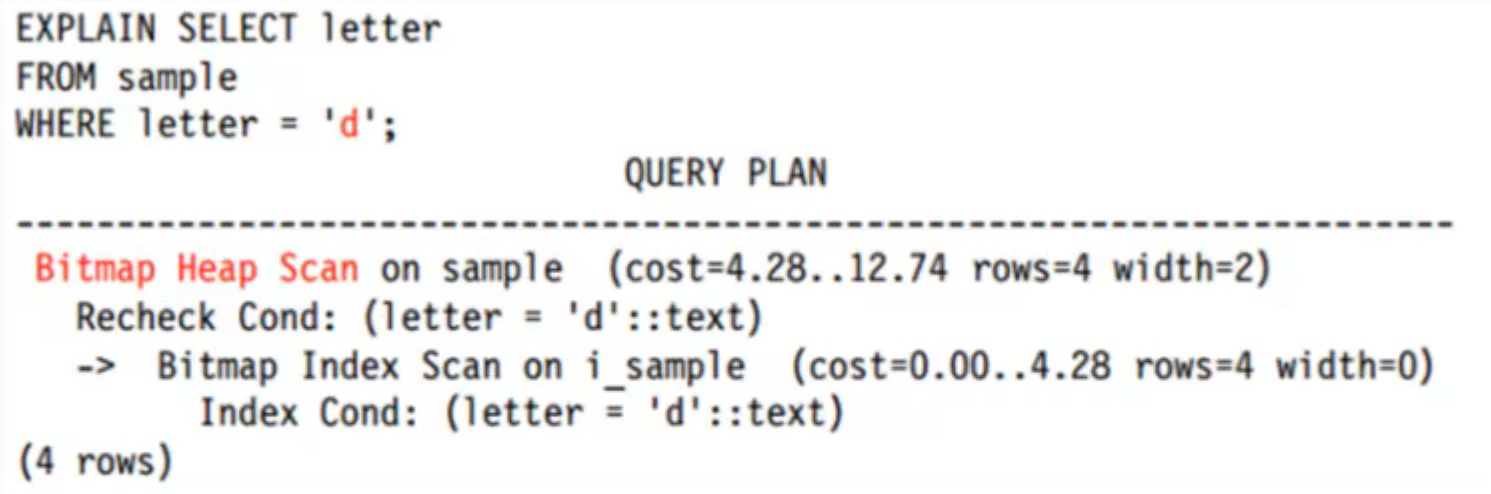 EXPLAIN SELECT letter
FROM sample
WHERE letter = 'd';
QUERY PLAN
------------------------------------------------------------------------
Bitmap Heap Scan on sample (cost=4.28..12.74 rows=4 width=2)
Recheck Cond: (letter = 'd'::text)
-> Bitmap Index Scan on i_sample (cost=0.00..4.28 rows=4 width=0)
Index Cond: (letter = 'd'::text)
(4 rows)